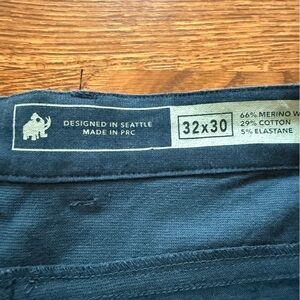 DESIGNED IN SEATTLE
MADE IN PRC
32x30
66% MERINO W
29% COTTON
5% ELASTANE